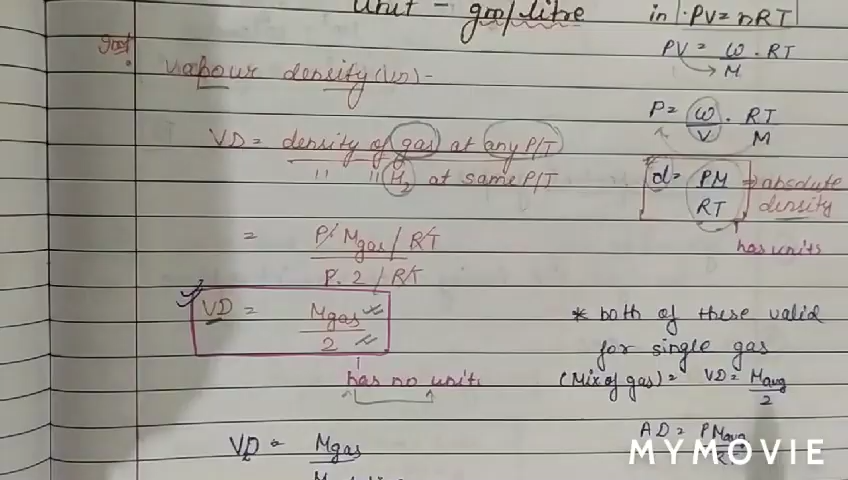 unit - gm/litre
in PV = nRT
PV = w . RT
M
Vapour density (VD) -
P = w . RT
V M
VD = density of gas at any P/T
" " H2 at same P/T
d = PM → absolute
RT density
has units
= P Mgas / RT
P. 2 / RT
VD = Mgas
2
has no units
* both of these valid
for single gas
(Mix of gas) = VD = Mavg
2
AD = PMavg
VD = Mgas
MYMOVIE